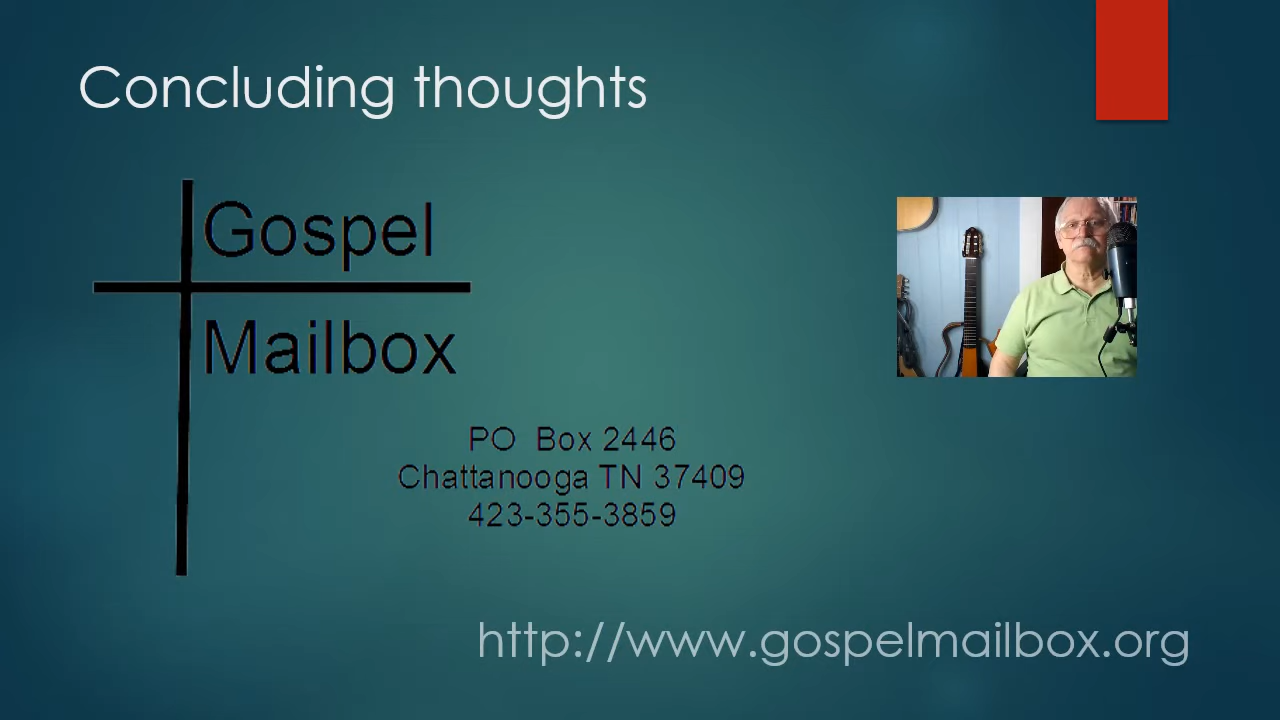 Concluding thoughts
Gospel
Mailbox
PO Box 2446
Chattanooga TN 37409
423-355-3859
http://www.gospelmailbox.org